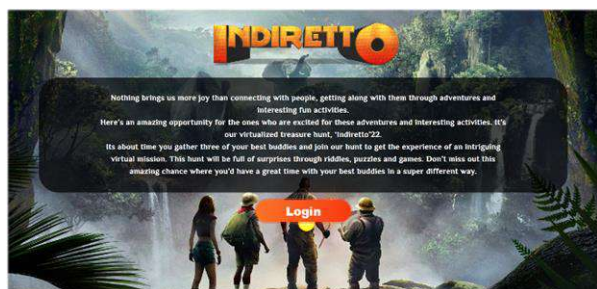 INDIRETTO
Nothing brings us more joy than connecting with people, getting along with them through adventures and
interesting fun activities.
Here's an amazing opportunity for the ones who are excited for these adventures and interesting activities. It's
our virtualized treasure hunt, "Indiretto"22.
Its about time you gather three of your best buddies and join our hunt to get the experience of an intriguing
virtual mission. This hunt will be full of surprises through riddles, puzzles and games. Don't miss out this
amazing chance where you'd have a great time with your best buddies in a super different way.
Login